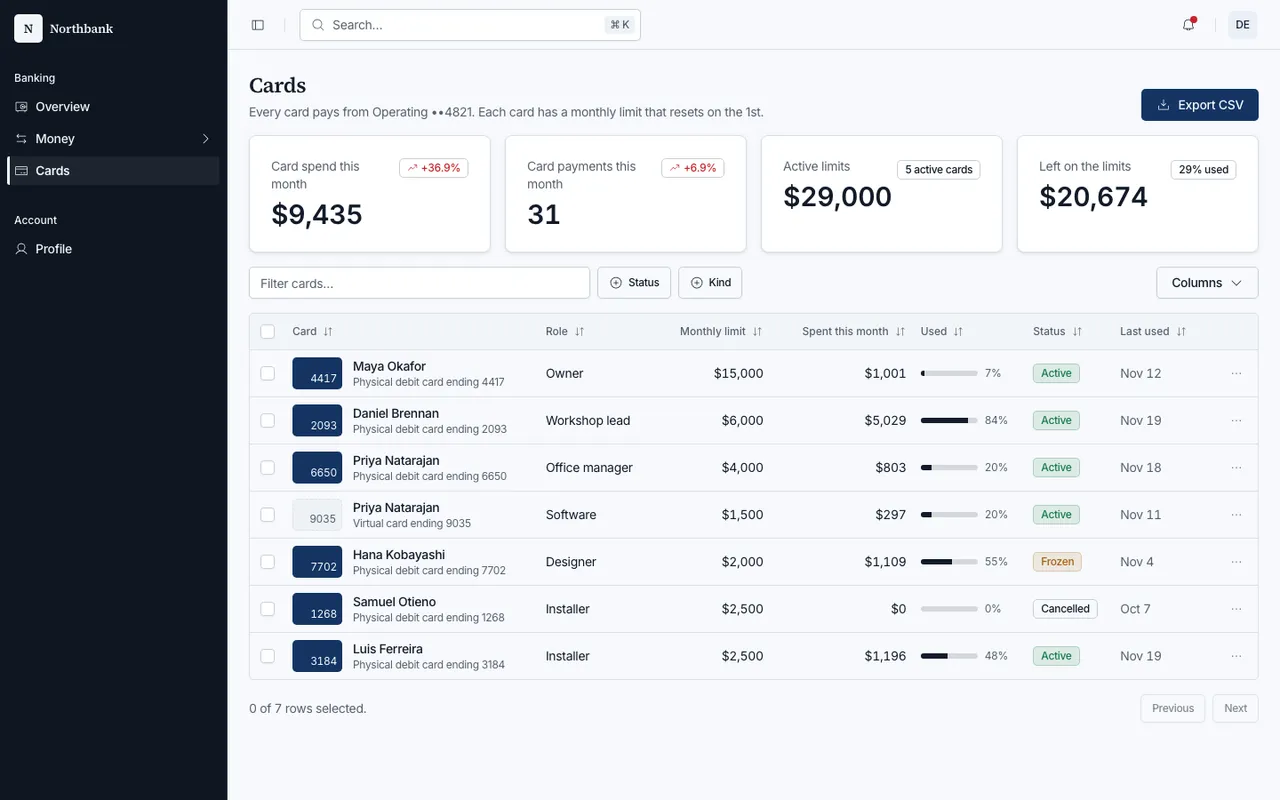 N Northbank
Search... ⌘ K
DE
Banking
Overview
Money
Cards
Account
Profile
Cards
Every card pays from Operating ••4821. Each card has a monthly limit that resets on the 1st.
Export CSV
Card spend this month
+36.9%
$9,435
Card payments this month
+6.9%
31
Active limits
5 active cards
$29,000
Left on the limits
29% used
$20,674
Filter cards...
Status
Kind
Columns
Card Role Monthly limit Spent this month Used Status Last used
4417 Maya Okafor Owner $15,000 $1,001 7% Active Nov 12 ...
Physical debit card ending 4417
2093 Daniel Brennan Workshop lead $6,000 $5,029 84% Active Nov 19 ...
Physical debit card ending 2093
6650 Priya Natarajan Office manager $4,000 $803 20% Active Nov 18 ...
Physical debit card ending 6650
9035 Priya Natarajan Software $1,500 $297 20% Active Nov 11 ...
Virtual card ending 9035
7702 Hana Kobayashi Designer $2,000 $1,109 55% Frozen Nov 4 ...
Physical debit card ending 7702
1268 Samuel Otieno Installer $2,500 $0 0% Cancelled Oct 7 ...
Physical debit card ending 1268
3184 Luis Ferreira Installer $2,500 $1,196 48% Active Nov 19 ...
Physical debit card ending 3184
0 of 7 rows selected.
Previous
Next